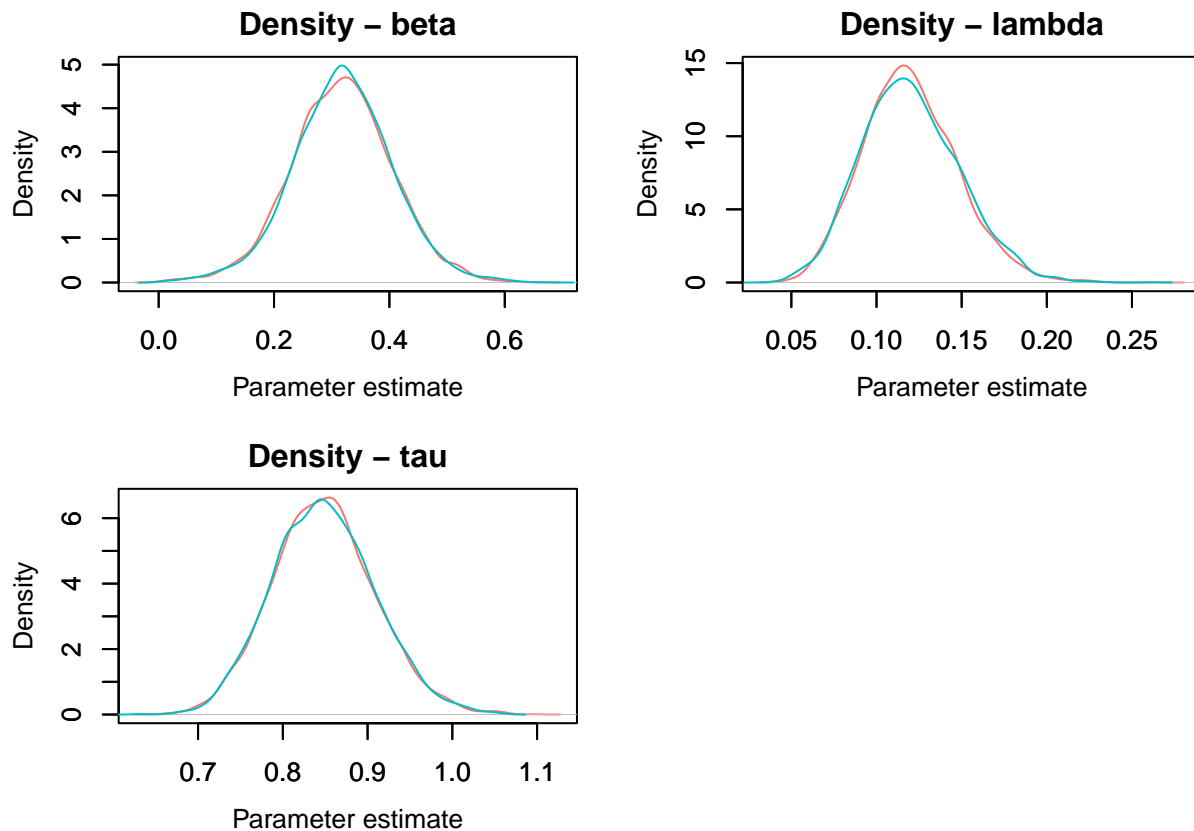 Density – beta
Density
5
4
3
2
1
0
0.0 0.2 0.4 0.6
Parameter estimate
Density – lambda
Density
15
10
5
0
0.05 0.10 0.15 0.20 0.25
Parameter estimate
Density – tau
Density
6
4
2
0
0.7 0.8 0.9 1.0 1.1
Parameter estimate